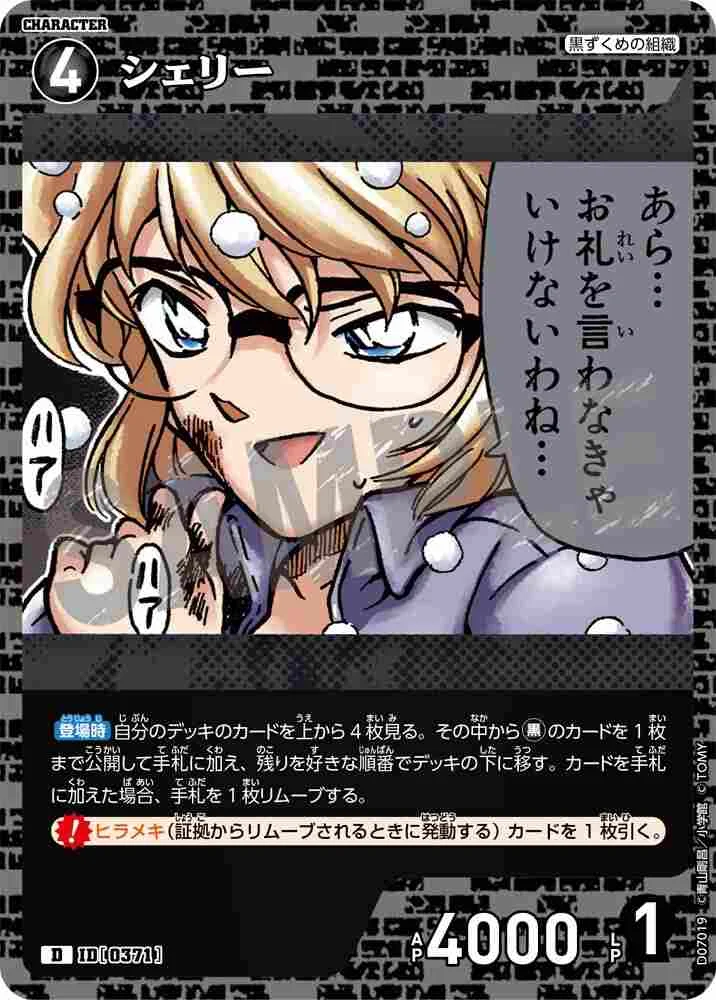 CHARACTER
4
シェリー
黒ずくめの組織
あら…
お礼を言わなきゃ
いけないわね…
ハァ
ハァ
SAMPLE
登場時 自分のデッキのカードを上から4枚見る。その中から黒のカードを1枚
まで公開して手札に加え、残りを好きな順番でデッキの下に移す。カードを手札
に加えた場合、手札を1枚リムーブする。
ヒラメキ(証拠からリムーブされるときに発動する) カードを1枚引く。
D ID[0371]
AP 4000 LP 1
D07019 ©青山剛昌/小学館 ©TOMY